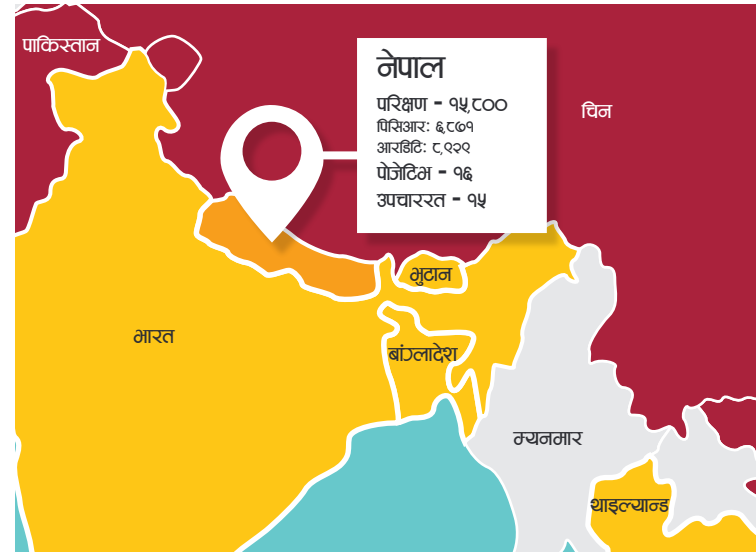 पाकिस्तान
नेपाल
परिक्षण - १५,८००
पिसिआर: ६,८७१
आरडिटि: ८,९२९
पोजेटिभ - १६
उपचाररत - १५
चिन
भुटान
भारत
बांग्लादेश
म्यनमार
थाइल्यान्ड